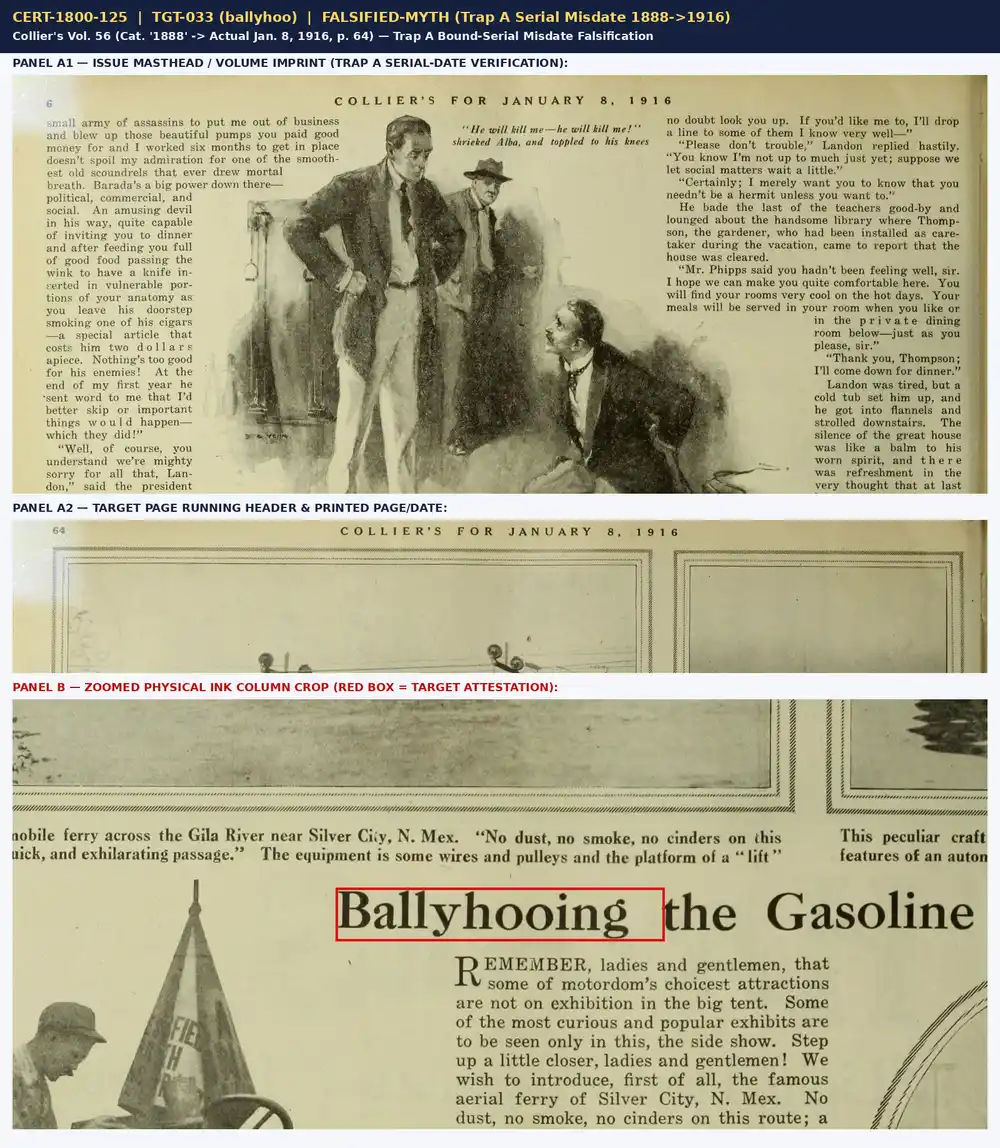 CERT-1800-125 | TGT-033 (ballyhoo) | FALSIFIED-MYTH (Trap A Serial Misdate 1888->1916)
Collier's Vol. 56 (Cat. '1888' -> Actual Jan. 8, 1916, p. 64) — Trap A Bound-Serial Misdate Falsification
PANEL A1 — ISSUE MASTHEAD / VOLUME IMPRINT (TRAP A SERIAL-DATE VERIFICATION):
6
COLLIER'S FOR JANUARY 8, 1916
small army of assassins to put me out of business
and blew up those beautiful pumps you paid good
money for and I worked six months to get in place
doesn't spoil my admiration for one of the smooth-
est old scoundrels that ever drew mortal
breath. Barada's a big power down there—
political, commercial, and
social. An amusing devil
in his way, quite capable
of inviting you to dinner
and after feeding you full
of good food passing the
wink to have a knife in-
serted in vulnerable por-
tions of your anatomy as
you leave his doorstep
smoking one of his cigars
—a special article that
costs him two dollars
apiece. Nothing's too good
for his enemies! At the
end of my first year he
sent word to me that I'd
better skip or important
things would happen—
which they did!"
"Well, of course, you
understand we're mighty
sorry for all that, Lan-
don," said the president
"He will kill me—he will kill me!"
shrieked Alba, and toppled to his knees
no doubt look you up. If you'd like me to, I'll drop
a line to some of them I know very well—"
"Please don't trouble," Landon replied hastily.
"You know I'm not up to much just yet; suppose we
let social matters wait a little."
"Certainly; I merely want you to know that you
needn't be a hermit unless you want to."
He bade the last of the teachers good-by and
lounged about the handsome library where Thomp-
son, the gardener, who had been installed as care-
taker during the vacation, came to report that the
house was cleared.
"Mr. Phipps said you hadn't been feeling well, sir.
I hope we can make you quite comfortable here. You
will find your rooms very cool on the hot days. Your
meals will be served in your room when you like or
in the private dining
room below—just as you
please, sir."
"Thank you, Thompson;
I'll come down for dinner."
Landon was tired, but a
cold tub set him up, and
he got into flannels and
strolled downstairs. The
silence of the great house
was like a balm to his
worn spirit, and there
was refreshment in the
very thought that at last
PANEL A2 — TARGET PAGE RUNNING HEADER & PRINTED PAGE/DATE:
64
COLLIER'S FOR JANUARY 8, 1916
PANEL B — ZOOMED PHYSICAL INK COLUMN CROP (RED BOX = TARGET ATTESTATION):
nobile ferry across the Gila River near Silver City, N. Mex. "No dust, no smoke, no cinders on this
uick, and exhilarating passage." The equipment is some wires and pulleys and the platform of a "lift"
This peculiar craft
features of an auton
Ballyhooing the Gasoline
REMEMBER, ladies and gentlemen, that
some of motordom's choicest attractions
are not on exhibition in the big tent. Some
of the most curious and popular exhibits are
to be seen only in this, the side show. Step
up a little closer, ladies and gentlemen! We
wish to introduce, first of all, the famous
aerial ferry of Silver City, N. Mex. No
dust, no smoke, no cinders on this route; a